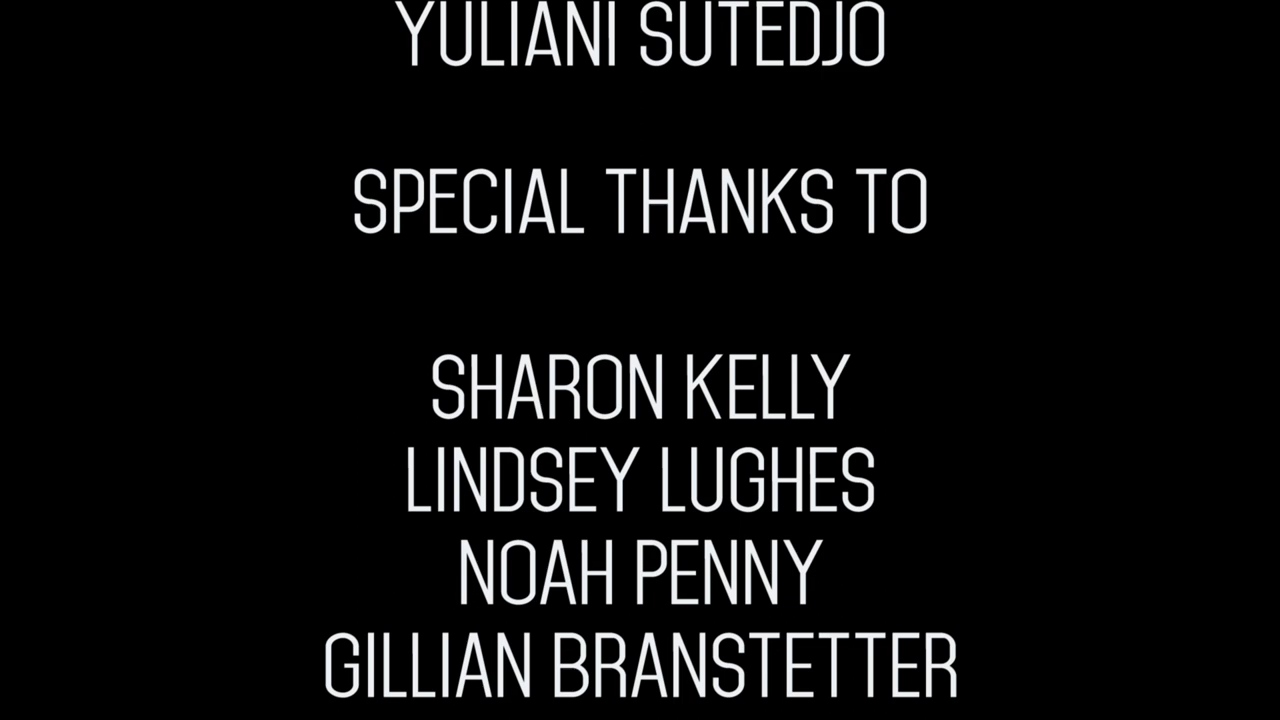 YULIANI SUTEDJO
SPECIAL THANKS TO
SHARON KELLY
LINDSEY LUGHES
NOAH PENNY
GILLIAN BRANSTETTER